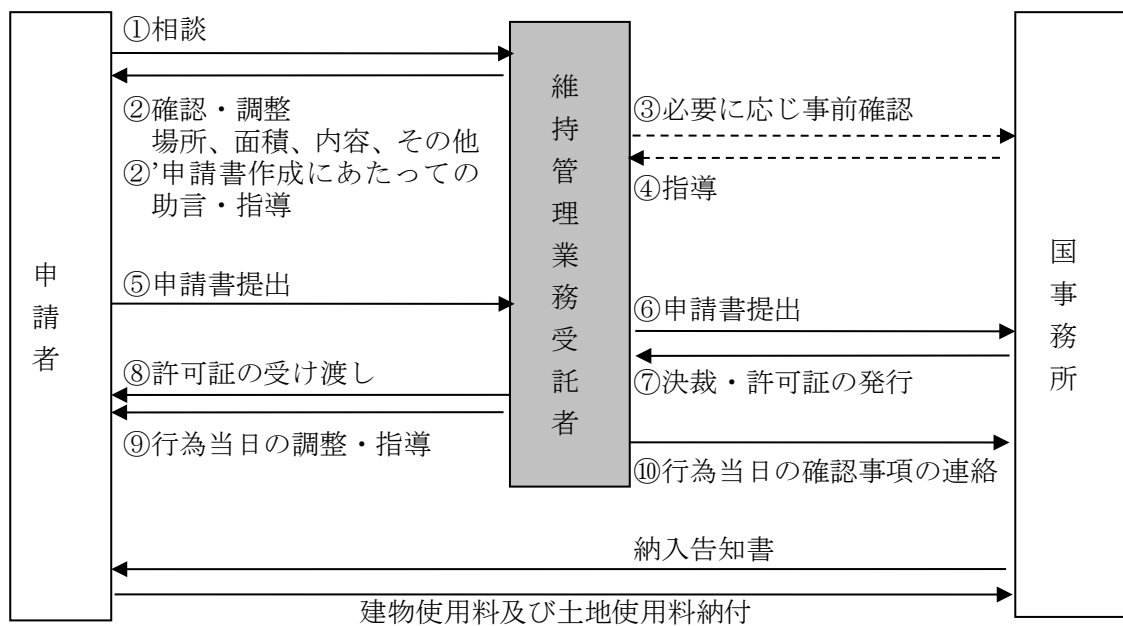 ①相談
②確認・調整
場所、面積、内容、その他
②’申請書作成にあたっての
助言・指導
③必要に応じ事前確認
④指導
申請者
維持管理業務受託者
国事務所
⑤申請書提出
⑥申請書提出
⑦決裁・許可証の発行
⑧許可証の受け渡し
⑨行為当日の調整・指導
⑩行為当日の確認事項の連絡
納入告知書
建物使用料及び土地使用料納付